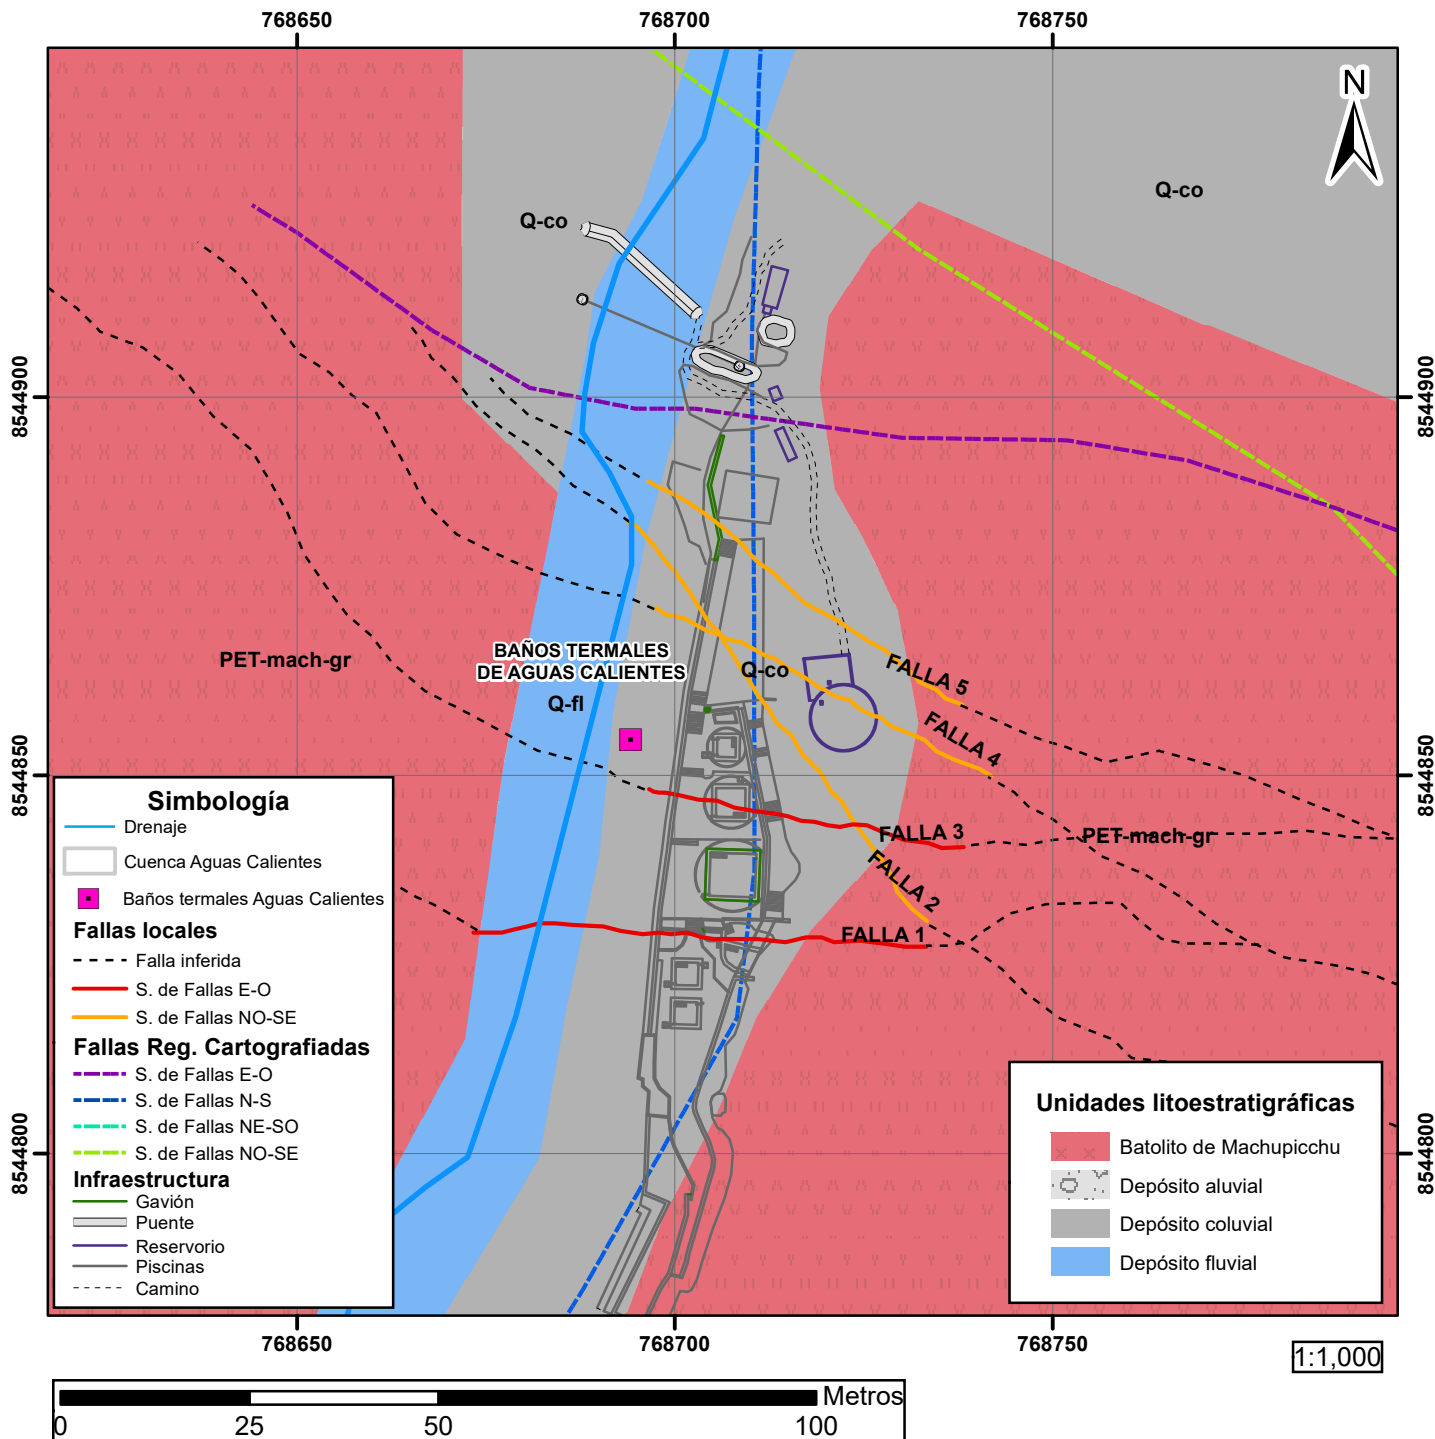 768650
768700
768750
N
Q-co
Q-co
8544900
8544900
BAÑOS TERMALES
DE AGUAS CALIENTES
PET-mach-gr
Q-co
Q-fl
FALLA 5
FALLA 4
FALLA 3
PET-mach-gr
FALLA 2
FALLA 1
8544850
8544850
Simbología
Drenaje
Cuenca Aguas Calientes
Baños termales Aguas Calientes
Fallas locales
Falla inferida
S. de Fallas E-O
S. de Fallas NO-SE
Fallas Reg. Cartografiadas
S. de Fallas E-O
S. de Fallas N-S
S. de Fallas NE-SO
S. de Fallas NO-SE
Infraestructura
Gavión
Puente
Reservorio
Piscinas
Camino
Unidades litoestratigráficas
Batolito de Machupicchu
Depósito aluvial
Depósito coluvial
Depósito fluvial
8544800
8544800
768650
768700
768750
1:1,000
Metros
0
25
50
100